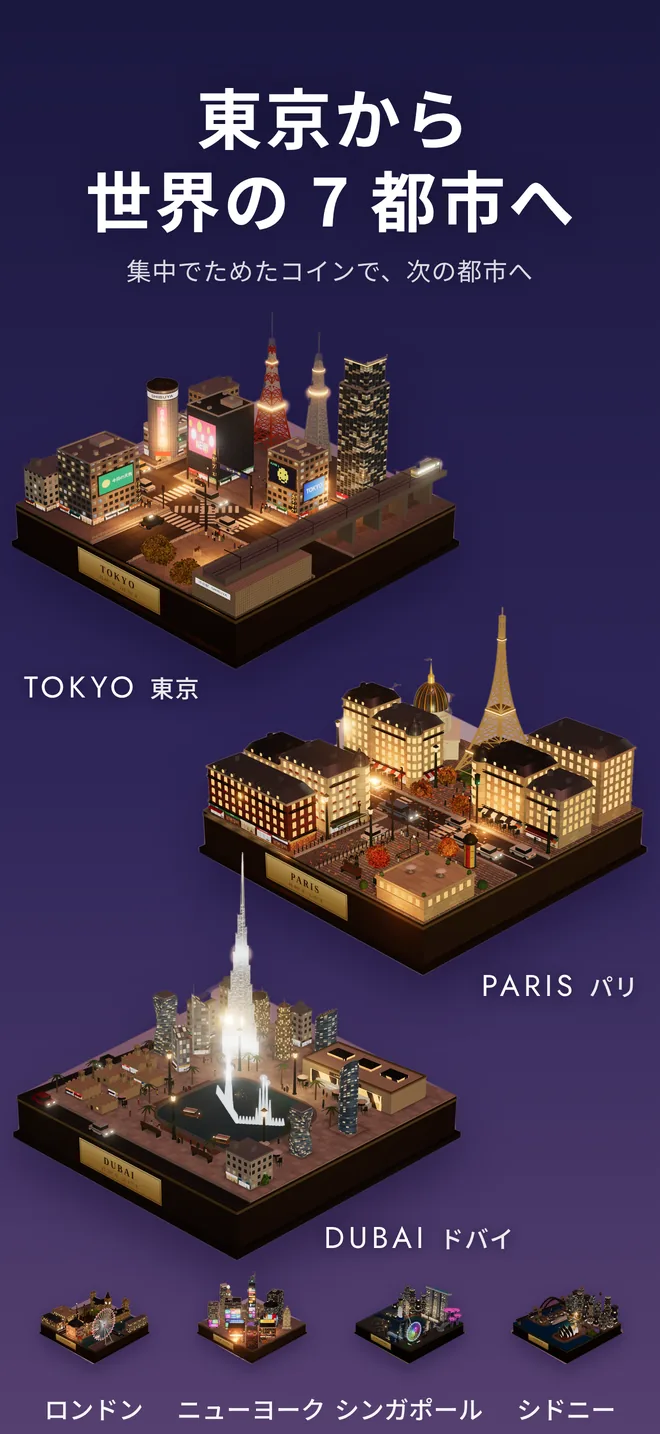 東京から
世界の 7 都市へ
集中でためたコインで、次の都市へ
TOKYO
TOKYO
TOKYO 東京
PARIS
PARIS パリ
DUBAI
DUBAI ドバイ
ロンドン
ニューヨーク
シンガポール
シドニー